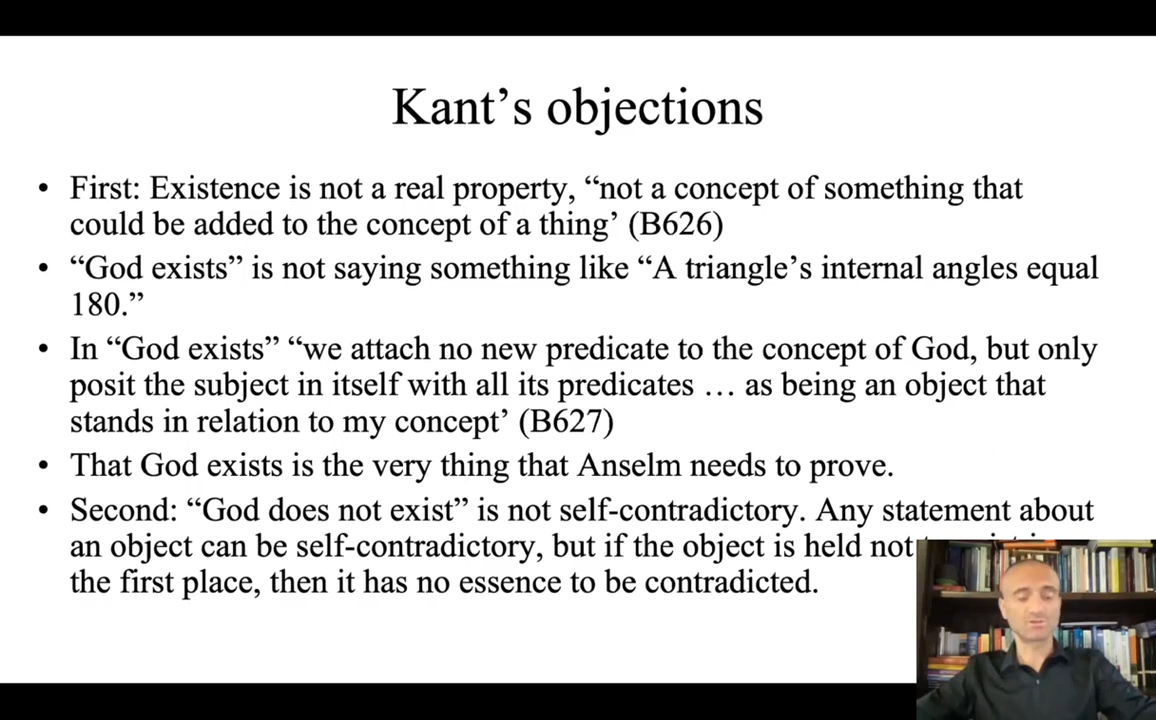 Kant’s objections
• First: Existence is not a real property, “not a concept of something that
could be added to the concept of a thing’ (B626)
• “God exists” is not saying something like “A triangle’s internal angles equal
180.”
• In “God exists” “we attach no new predicate to the concept of God, but only
posit the subject in itself with all its predicates … as being an object that
stands in relation to my concept’ (B627)
• That God exists is the very thing that Anselm needs to prove.
• Second: “God does not exist” is not self-contradictory. Any statement about
an object can be self-contradictory, but if the object is held not
the first place, then it has no essence to be contradicted.